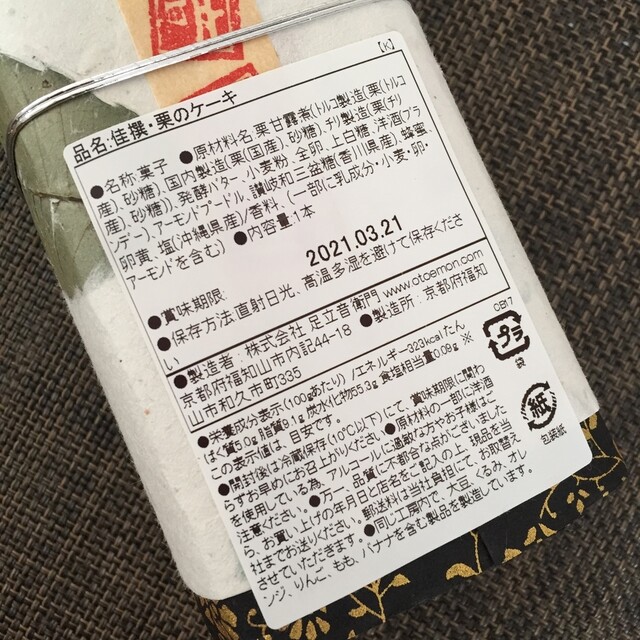 【K】
品名:佳撰・栗のケーキ
●名称:菓子 ●原材料名 栗甘露煮(トルコ製造(栗(トルコ
産)、砂糖)、国内製造(栗(国産)、砂糖)、チリ製造(栗(チリ
産)、砂糖)、発酵バター、小麦粉、全卵、上白糖、洋酒(ブラ
ンデー)、アーモンドプードル、讃岐和三盆糖(香川県産)、蜂蜜、
卵黄、塩(沖縄県産)/香料、(一部に乳成分・小麦・卵・
アーモンドを含む) ●内容量:1本
●賞味期限 2021.03.21
●保存方法:直射日光、高温多湿を避けて保存くださ
い
●製造者:株式会社 足立音衛門 www.otoemon.com
京都府福知山市内記44-18 ●製造所:京都府福知
山市和久市町335
CB17
●栄養成分表示(100gあたり)/エネルギー323kcal/たん
ぱく質5.0g 脂質9.1g 炭水化物55.3g 食塩相当量0.09g ※
この表示値は、目安です。
●開封後は冷蔵保存(10℃以下)にて、賞味期限に関わ
らずお早めにお召上がりください。 ●原材料の一部に洋酒
を使用している為、アルコールに過敏な方やお子様はご
注意ください。 ●万一、品質に不都合な点がございました
ら、お買い上げの年月日と店名をご記入の上、現品を当
社までお送りください。郵送料は当社負担にて、お取替え
させていただきます。 ●同じ工房内で、大豆、くるみ、オレ
ンジ、りんご、もも、バナナを含む製品を製造しています。
プラ
袋
紙
包装紙